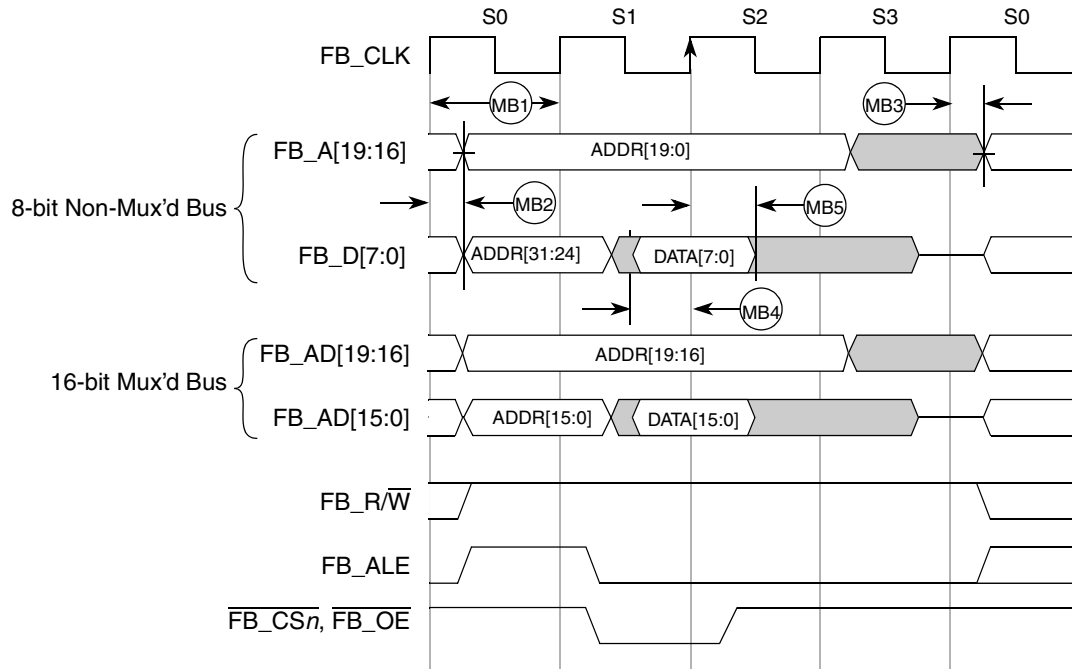 S0 S1 S2 S3 S0
FB_CLK
MB1 MB3
FB_A[19:16] ADDR[19:0]
8-bit Non-Mux'd Bus
MB2 MB5
FB_D[7:0] ADDR[31:24] DATA[7:0]
MB4
FB_AD[19:16] ADDR[19:16]
16-bit Mux'd Bus
FB_AD[15:0] ADDR[15:0] DATA[15:0]
FB_R/W̅
FB_ALE
F̅B̅_̅C̅S̅n̅, F̅B̅_̅O̅E̅